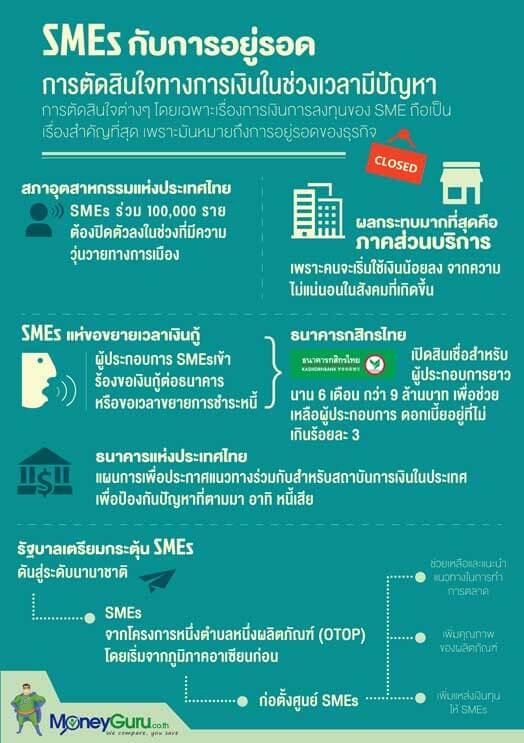 SMEs กับการอยู่รอด
การตัดสินใจทางการเงินในช่วงเวลามีปัญหา
การตัดสินใจต่างๆ โดยเฉพาะเรื่องการเงินการลงทุนของ SME ถือเป็น
เรื่องสำคัญที่สุด เพราะมันหมายถึงการอยู่รอดของธุรกิจ
CLOSED
สภาอุตสาหกรรมแห่งประเทศไทย
SMEs ร่วม 100,000 ราย
ต้องปิดตัวลงในช่วงที่มีความ
วุ่นวายทางการเมือง
ผลกระทบมากที่สุดคือ
ภาคส่วนบริการ
เพราะคนจะเริ่มใช้เงินน้อยลง จากความ
ไม่แน่นอนในสังคมที่เกิดขึ้น
SMEs แห่ขอขยายเวลาเงินกู้
ผู้ประกอบการ SMEsเข้า
ร้องขอเงินกู้ต่อธนาคาร
หรือขอเวลาขยายการชำระหนี้
ธนาคารกสิกรไทย
ธนาคารกสิกรไทย
KASIKORNBANK
เปิดสินเชื่อสำหรับ
ผู้ประกอบการยาว
นาน 6 เดือน กว่า 9 ล้านบาท เพื่อช่วย
เหลือผู้ประกอบการ ดอกเบี้ยอยู่ที่ไม่
เกินร้อยละ 3
ธนาคารแห่งประเทศไทย
แผนการเพื่อประกาศแนวทางร่วมกับสำหรับสถาบันการเงินในประเทศ
เพื่อป้องกันปัญหาที่ตามมา อาทิ หนี้เสีย
รัฐบาลเตรียมกระตุ้น SMEs
ดันสู่ระดับนานาชาติ
SMEs
จากโครงการหนึ่งตำบลหนึ่งผลิตภัณฑ์ (OTOP)
โดยเริ่มจากภูมิภาคอาเซียนก่อน
ก่อตั้งศูนย์ SMEs
ช่วยเหลือและแนะนำ
แนวทางในการทำ
การตลาด
เพิ่มคุณภาพ
ของผลิตภัณฑ์
เพิ่มแหล่งเงินทุน
ให้ SMEs
MoneyGuru.co.th
We compare, you save